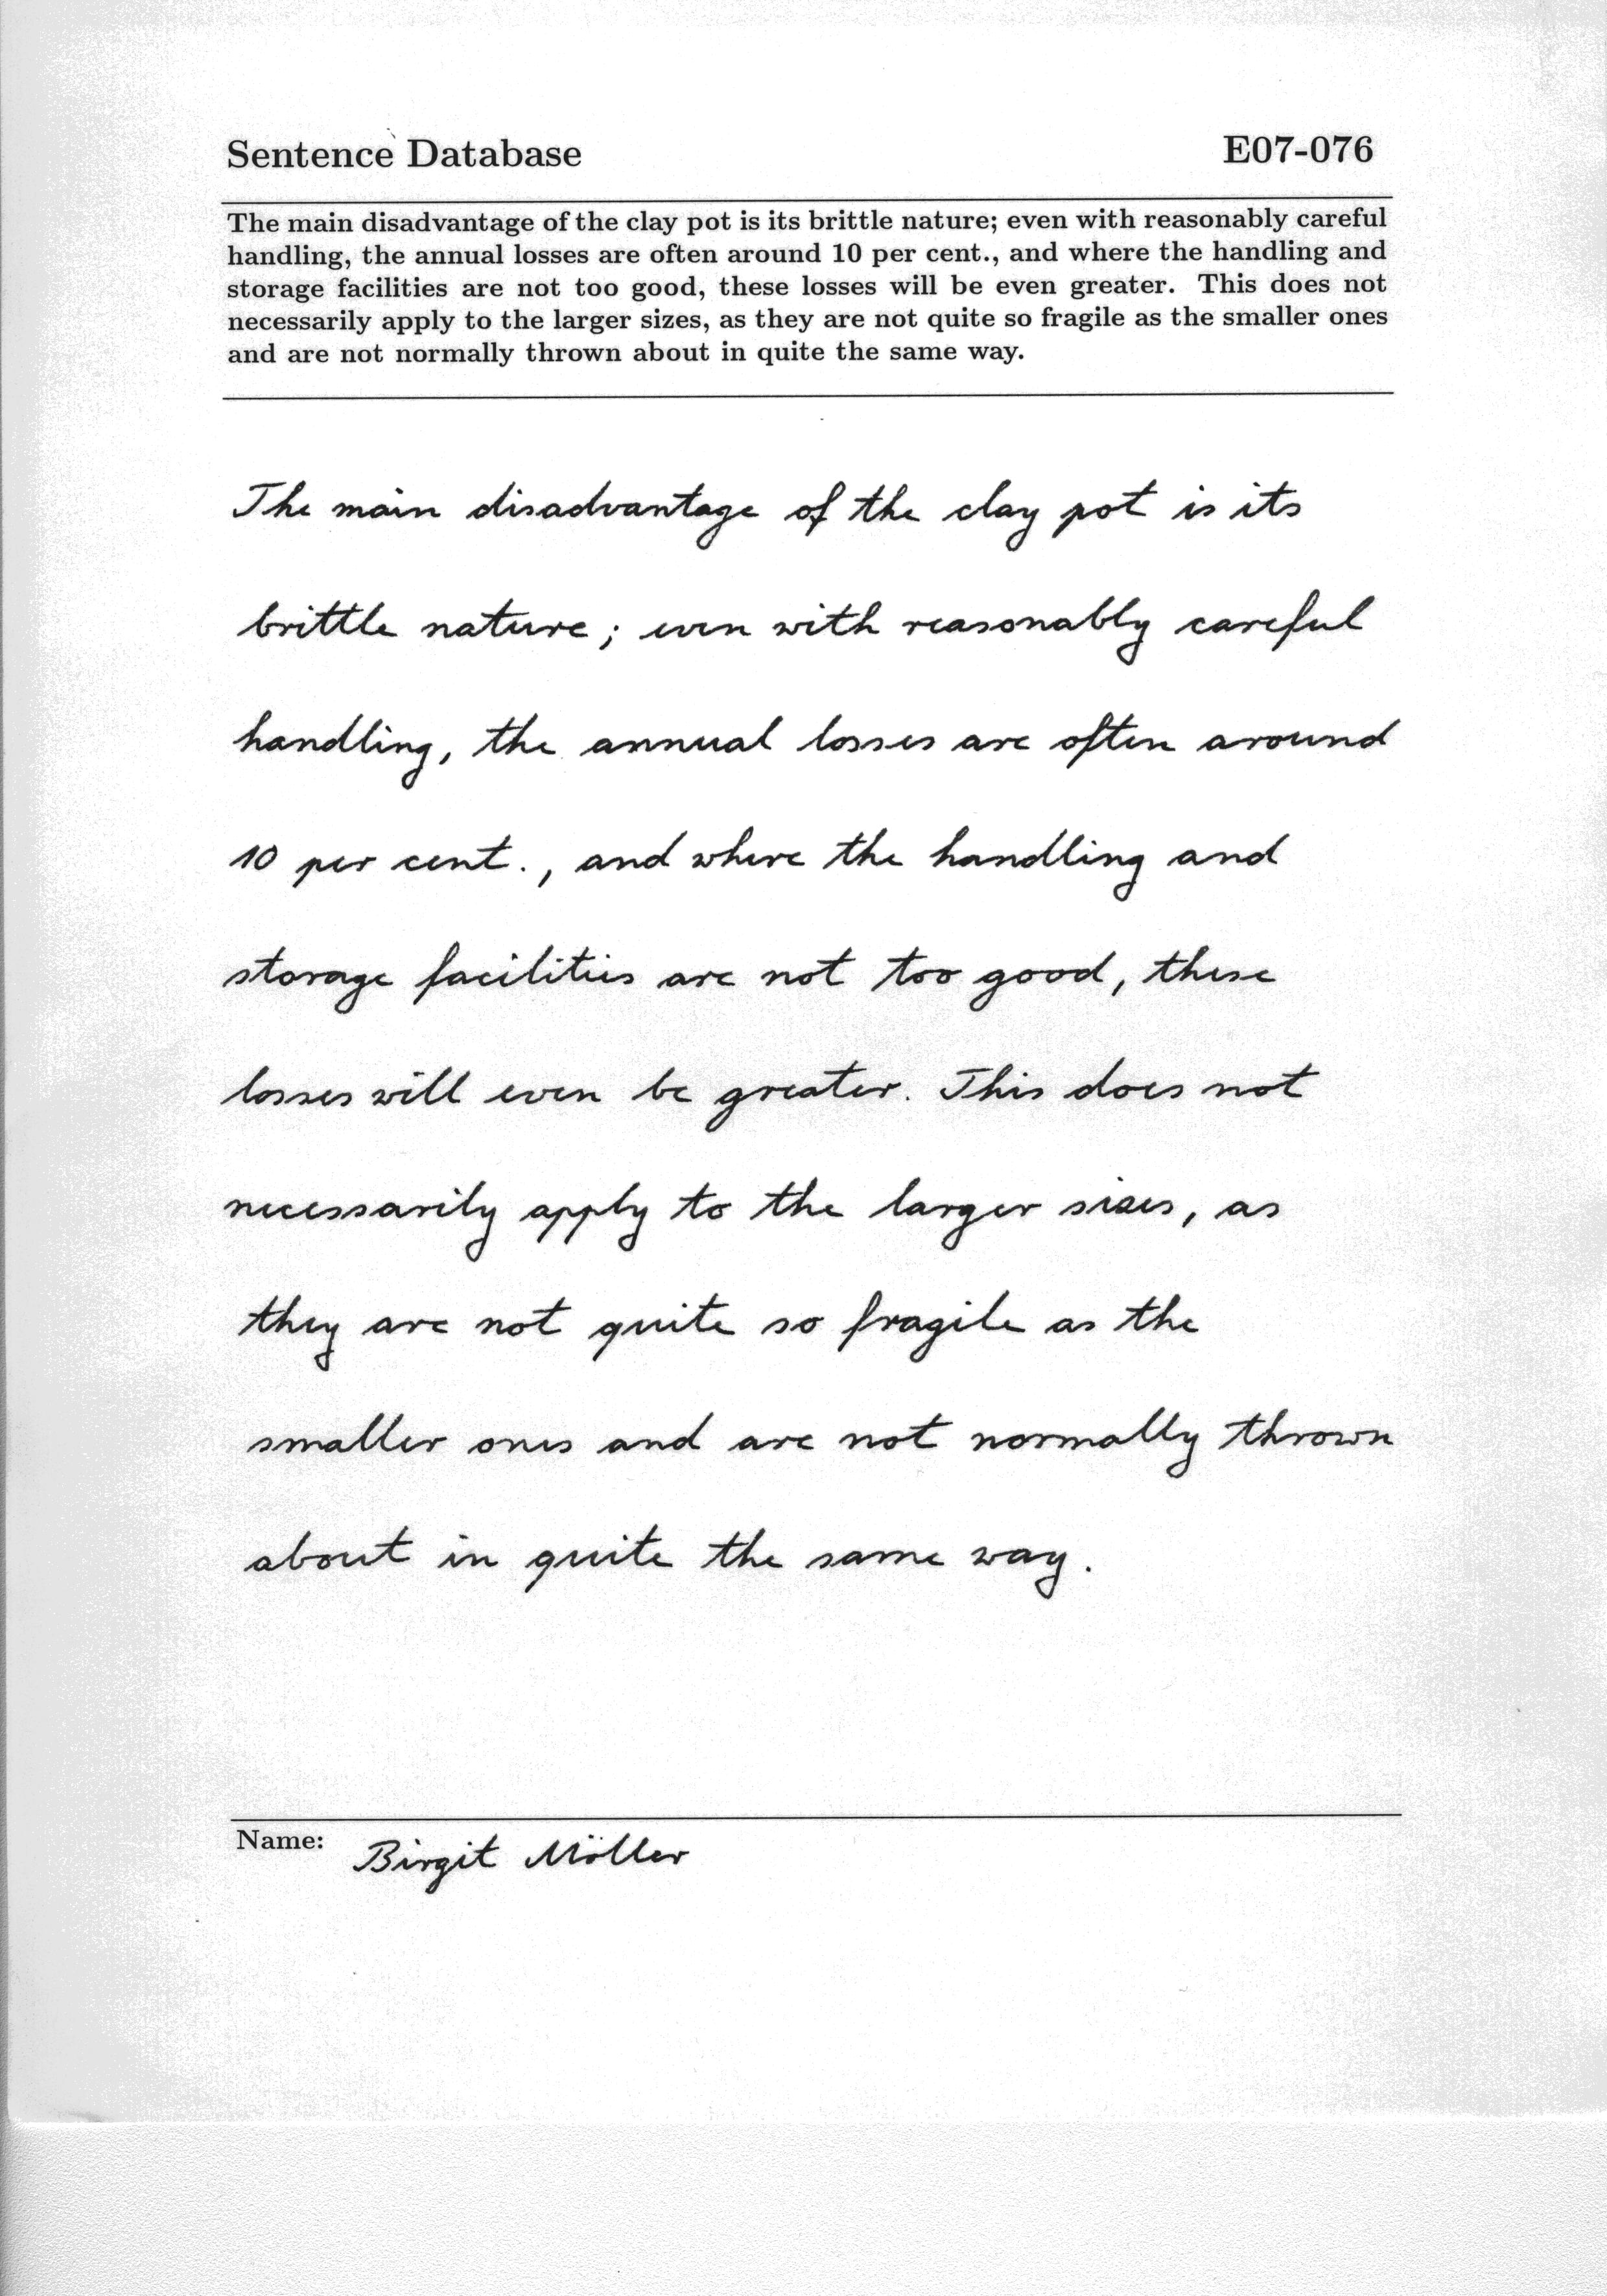 Sentence Database E07-076
The main disadvantage of the clay pot is its brittle nature; even with reasonably careful
handling, the annual losses are often around 10 per cent., and where the handling and
storage facilities are not too good, these losses will be even greater. This does not
necessarily apply to the larger sizes, as they are not quite so fragile as the smaller ones
and are not normally thrown about in quite the same way.
The main disadvantage of the clay pot is its
brittle nature; even with reasonably careful
handling, the annual losses are often around
10 per cent., and where the handling and
storage facilities are not too good, these
losses will even be greater. This does not
necessarily apply to the larger sizes, as
they are not quite so fragile as the
smaller ones and are not normally thrown
about in quite the same way.
Name: Birgit Möller